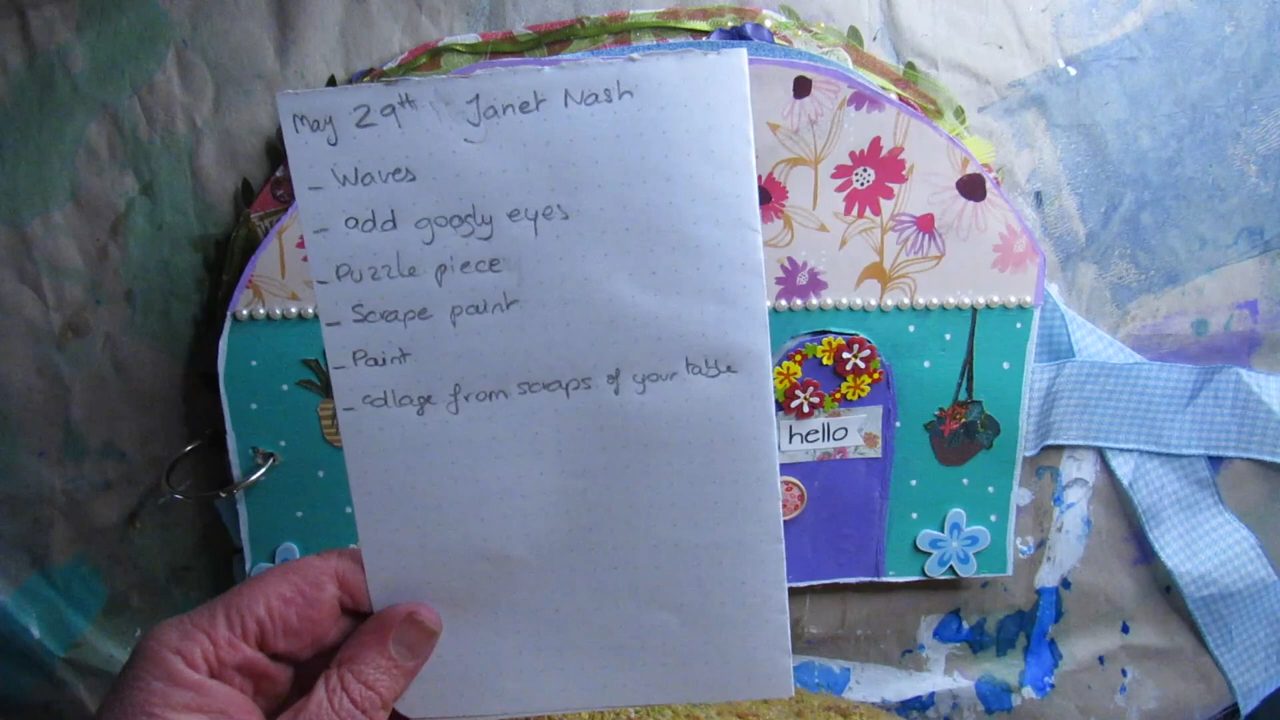 May 29th Janet Nash
- Waves
- add googly eyes
- Puzzle piece
- Scrape paint
- Paint
- collage from scraps of your table
hello